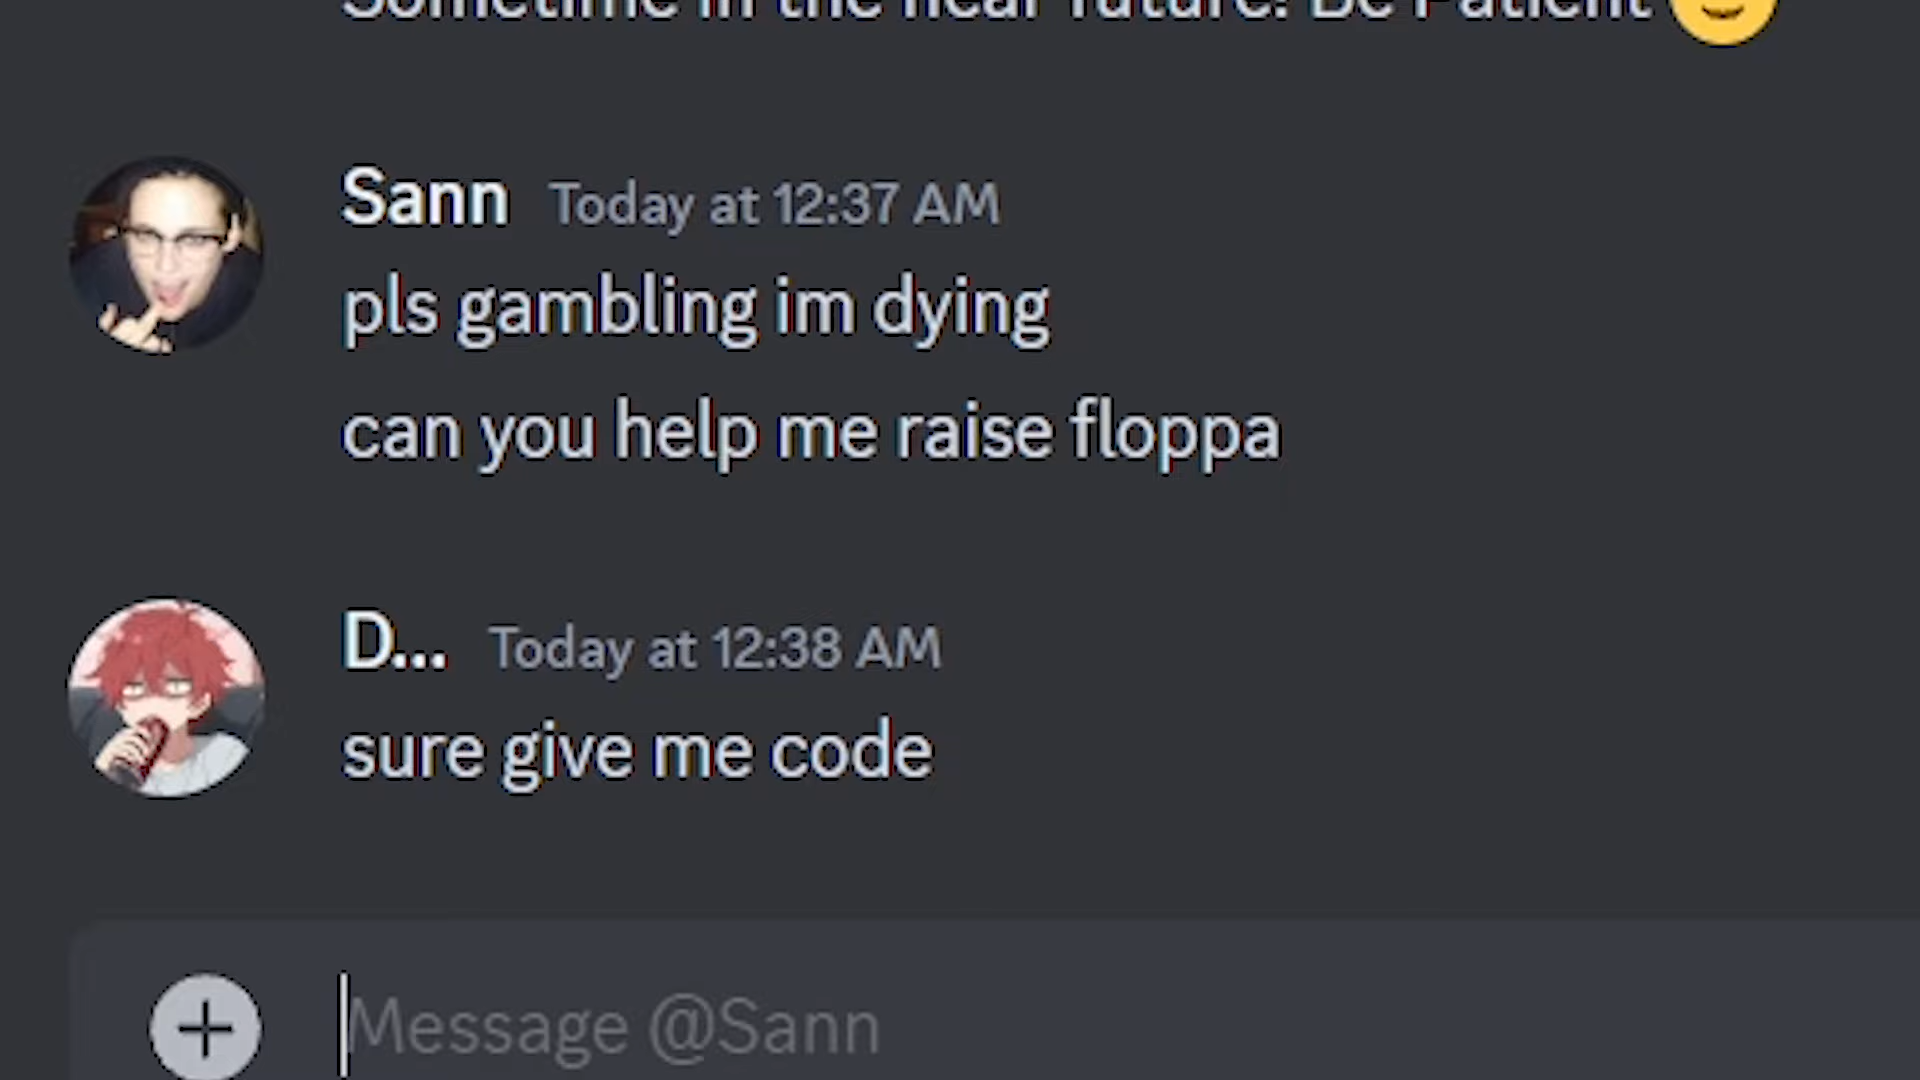 Sometime in the near future! Be Patient
Sann Today at 12:37 AM
pls gambling im dying
can you help me raise floppa
D... Today at 12:38 AM
sure give me code
Message @Sann